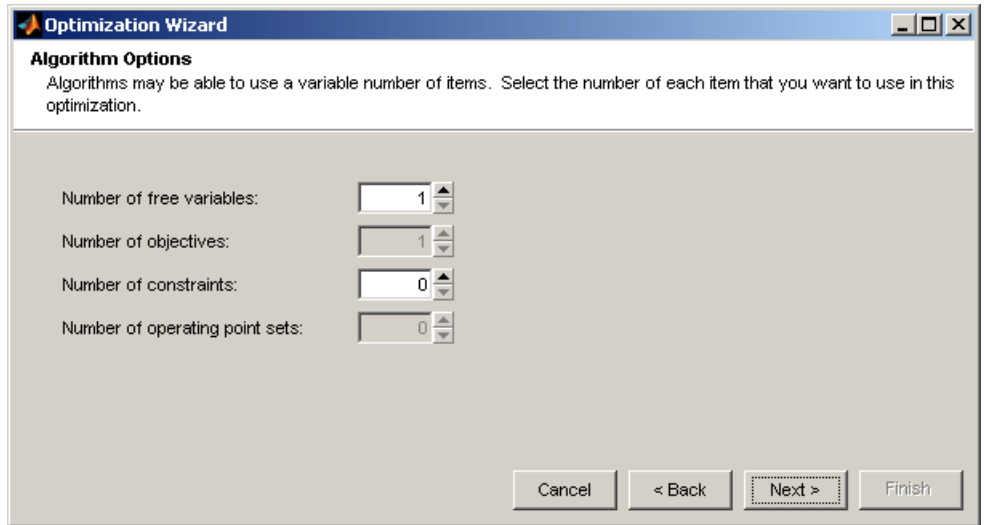 Optimization Wizard
Algorithm Options
Algorithms may be able to use a variable number of items. Select the number of each item that you want to use in this
optimization.
Number of free variables: 1
Number of objectives: 1
Number of constraints: 0
Number of operating point sets: 0
Cancel < Back Next > Finish